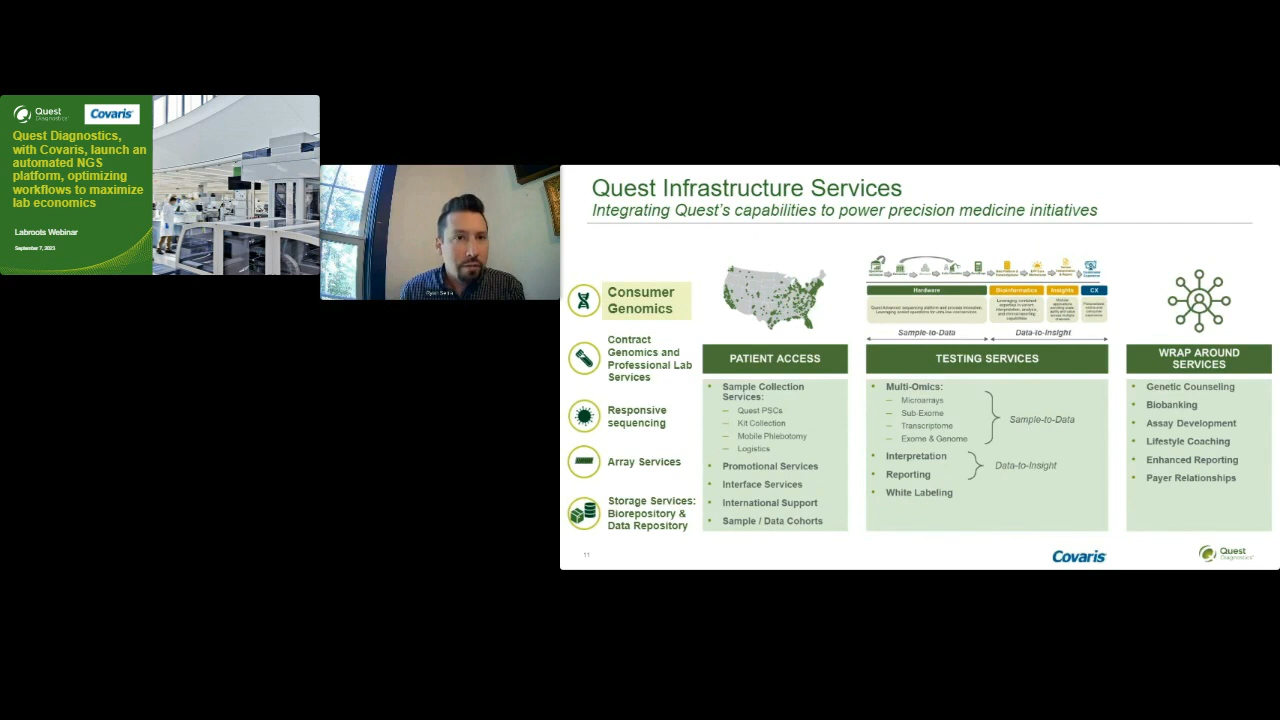 Quest
Diagnostics
Covaris
Quest Diagnostics,
with Covaris, launch an
automated NGS
platform, optimizing
workflows to maximize
lab economics
Labroots Webinar
September 7, 2023
Quest Infrastructure Services
Integrating Quest's capabilities to power precision medicine initiatives
Consumer
Genomics
Contract
Genomics and
Professional Lab
Services
Responsive
sequencing
Array Services
Storage Services:
Biorepository &
Data Repository
PATIENT ACCESS
• Sample Collection
Services:
— Quest PSCs
— Kit Collection
— Mobile Phlebotomy
— Logistics
• Promotional Services
• Interface Services
• International Support
• Sample / Data Cohorts
Hardware
Bioinformatics
Insights
CX
Sample-to-Data
Data-to-Insight
TESTING SERVICES
• Multi-Omics:
— Microarrays
— Sub-Exome
— Transcriptome
— Exome & Genome
Sample-to-Data
• Interpretation
• Reporting
Data-to-Insight
• White Labeling
WRAP AROUND
SERVICES
• Genetic Counseling
• Biobanking
• Assay Development
• Lifestyle Coaching
• Enhanced Reporting
• Payer Relationships
11
Covaris
Quest
Diagnostics